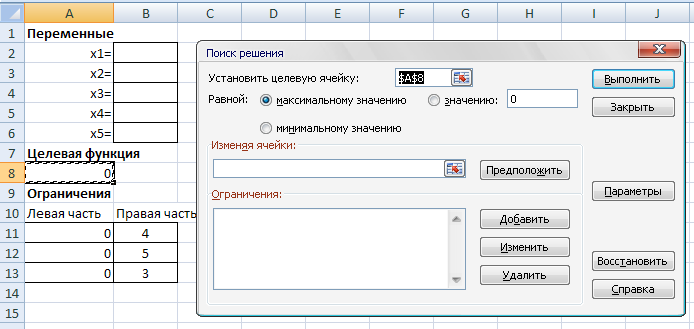 A B C D E F G H I J
1 Переменные
2 x1=
3 x2=
4 x3=
5 x4=
6 x5=
7 Целевая функция
8 0
9 Ограничения
10 Левая часть Правая часть
11 0 4
12 0 5
13 0 3
14
15
Поиск решения
Установить целевую ячейку: $A$8
Равной: максимальному значению значению: 0
минимальному значению
Изменяя ячейки:
Предположить
Ограничения:
Добавить
Изменить
Удалить
Выполнить
Закрыть
Параметры
Восстановить
Справка